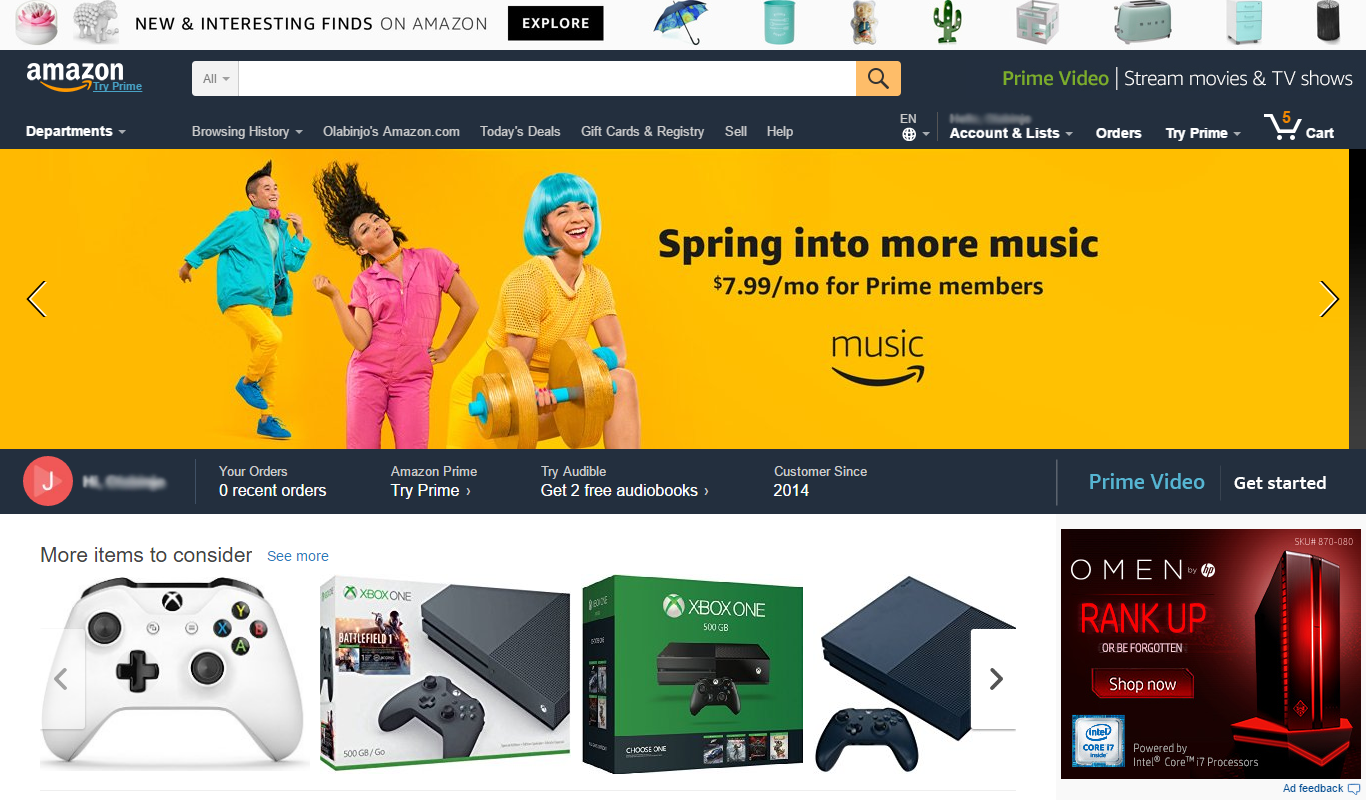 NEW & INTERESTING FINDS ON AMAZON EXPLORE
SMEG
amazon
Try Prime
All
Prime Video | Stream movies & TV shows
Departments
Browsing History
Olabinjo's Amazon.com
Today's Deals
Gift Cards & Registry
Sell
Help
EN
Account & Lists
Orders
Try Prime
5
Cart
Spring into more music
$7.99/mo for Prime members
music
J
Your Orders
0 recent orders
Amazon Prime
Try Prime ›
Try Audible
Get 2 free audiobooks ›
Customer Since
2014
Prime Video
Get started
More items to consider See more
Y
X B
A
XBOX ONE
BATTLEFIELD 1
500 GB / Go
XBOX ONE
500 GB
CHOOSE ONE
SKU# 870-080
OMEN by hp
RANK UP
OR BE FORGOTTEN
Shop now
intel
CORE i7
inside
Powered by
Intel® Core™ i7 Processors
Ad feedback